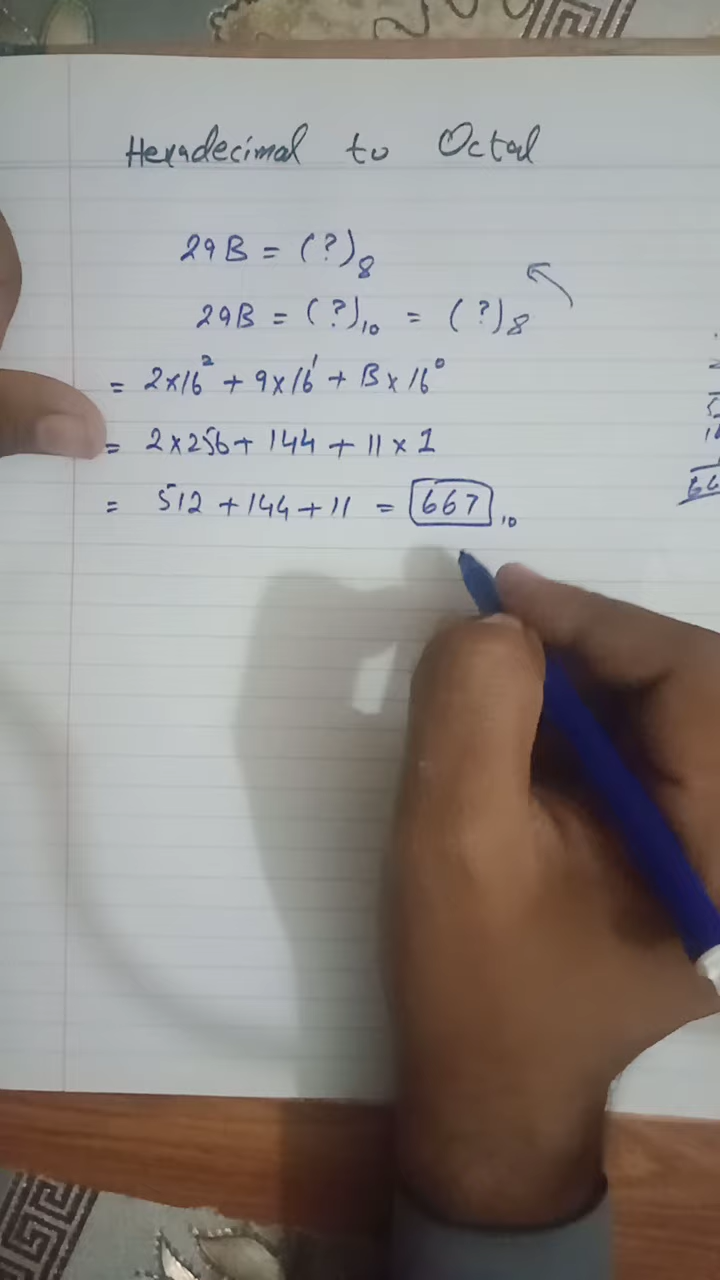 Hexadecimal to Octal
29B = (?)₈
29B = (?)₁₀ = (?)₈
= 2×16² + 9×16¹ + B×16⁰
= 2×256 + 144 + 11×1
= 512 + 144 + 11 = 667 ₁₀